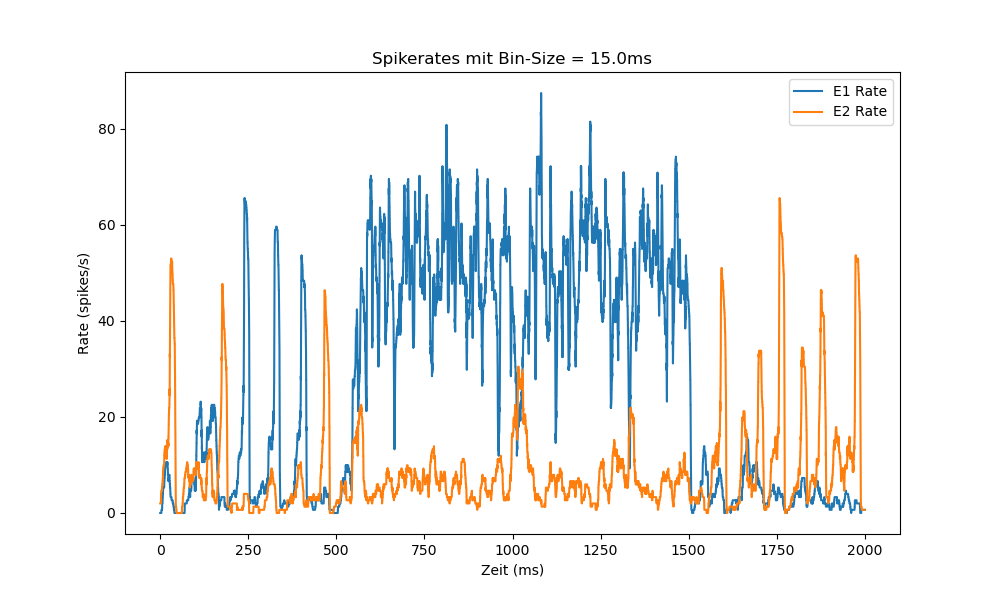 Spikerates mit Bin-Size = 15.0ms
E1 Rate
E2 Rate
80
60
40
20
0
Rate (spikes/s)
0 250 500 750 1000 1250 1500 1750 2000
Zeit (ms)